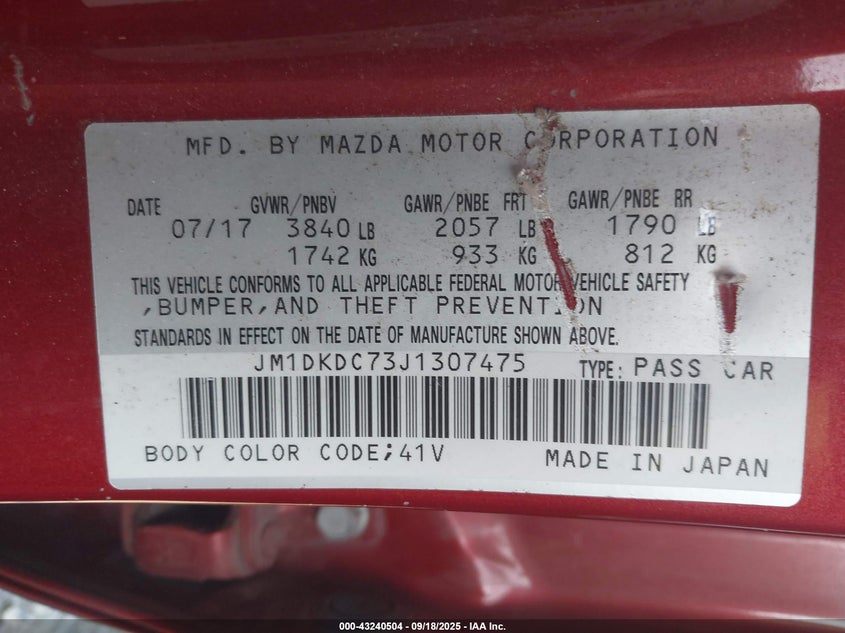 MFD. BY MAZDA MOTOR CORPORATION
DATE GVWR/PNBV GAWR/PNBE FRT GAWR/PNBE RR
07/17 3840 LB 2057 LB 1790 LB
1742 KG 933 KG 812 KG
THIS VEHICLE CONFORMS TO ALL APPLICABLE FEDERAL MOTOR VEHICLE SAFETY
,BUMPER,AND THEFT PREVENTION
STANDARDS IN EFFECT ON THE DATE OF MANUFACTURE SHOWN ABOVE.
JM1DKDC73J1307475 TYPE: PASS CAR
BODY COLOR CODE;41V MADE IN JAPAN
000-43240504 - 09/18/2025 - IAA Inc.